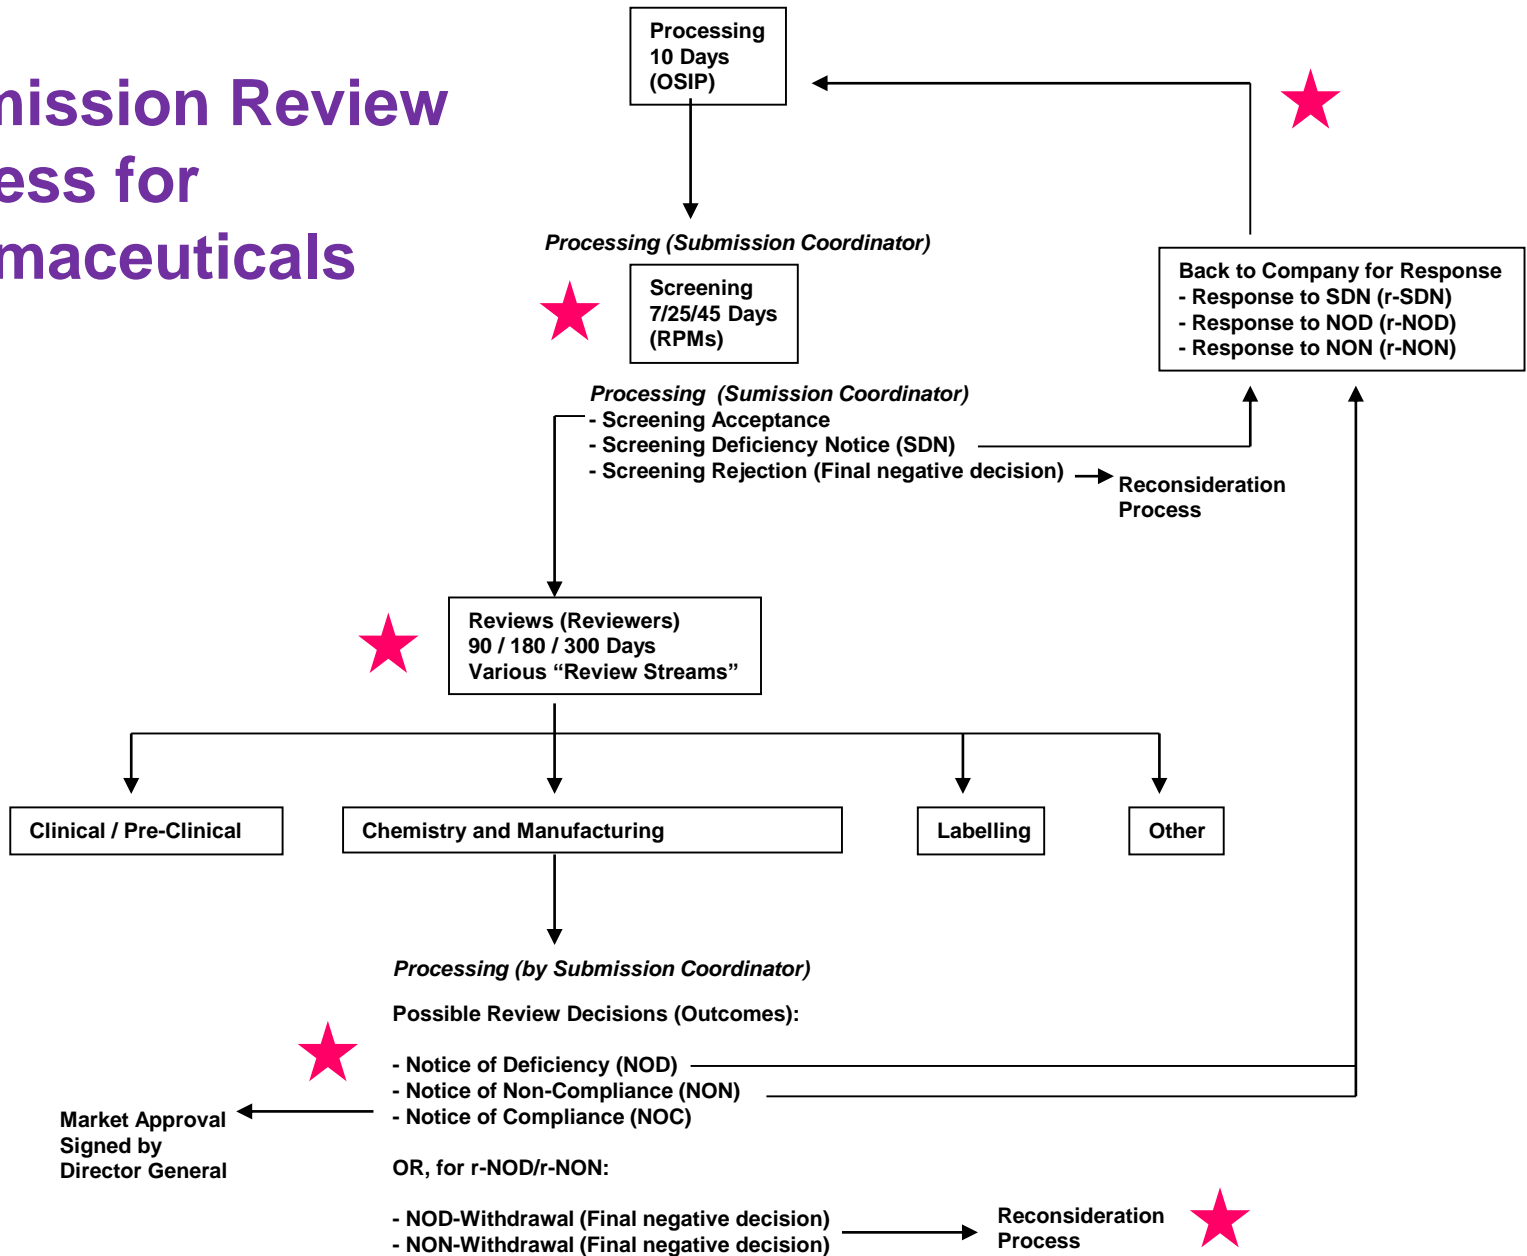 mission Review
ess for
maceuticals
Processing
10 Days
(OSIP)
Processing (Submission Coordinator)
Screening
7/25/45 Days
(RPMs)
Back to Company for Response
- Response to SDN (r-SDN)
- Response to NOD (r-NOD)
- Response to NON (r-NON)
Processing (Sumission Coordinator)
- Screening Acceptance
- Screening Deficiency Notice (SDN)
- Screening Rejection (Final negative decision)
Reconsideration
Process
Reviews (Reviewers)
90 / 180 / 300 Days
Various “Review Streams”
Clinical / Pre-Clinical
Chemistry and Manufacturing
Labelling
Other
Processing (by Submission Coordinator)
Possible Review Decisions (Outcomes):
- Notice of Deficiency (NOD)
- Notice of Non-Compliance (NON)
- Notice of Compliance (NOC)
Market Approval
Signed by
Director General
OR, for r-NOD/r-NON:
- NOD-Withdrawal (Final negative decision)
- NON-Withdrawal (Final negative decision)
Reconsideration
Process